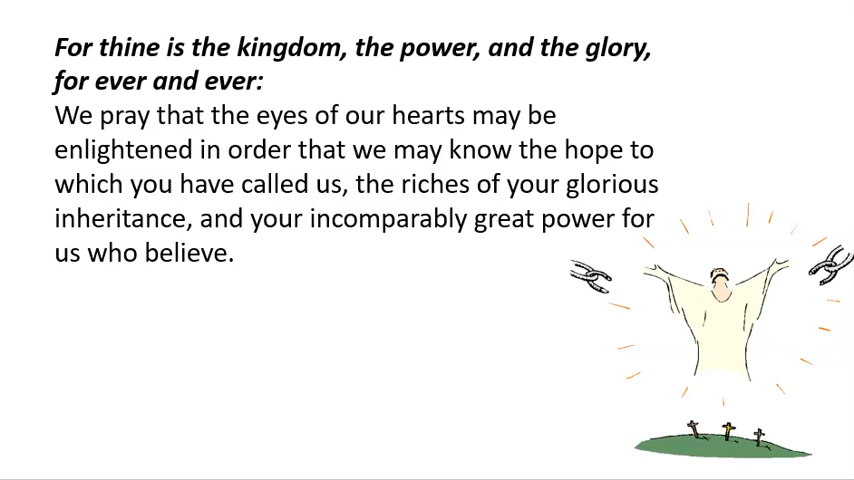 For thine is the kingdom, the power, and the glory,
for ever and ever:
We pray that the eyes of our hearts may be
enlightened in order that we may know the hope to
which you have called us, the riches of your glorious
inheritance, and your incomparably great power for
us who believe.